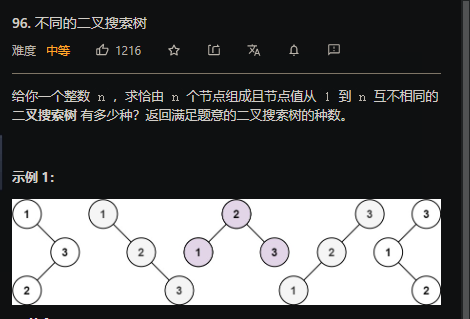 96. 不同的二叉搜索树
难度 中等 1216
给你一个整数 n ，求恰由 n 个节点组成且节点值从 1 到 n 互不相同的
二叉搜索树 有多少种？返回满足题意的二叉搜索树的种数。
示例 1：
1 1 2 3 3
3 2 1 3 2 1
2 3 1 2